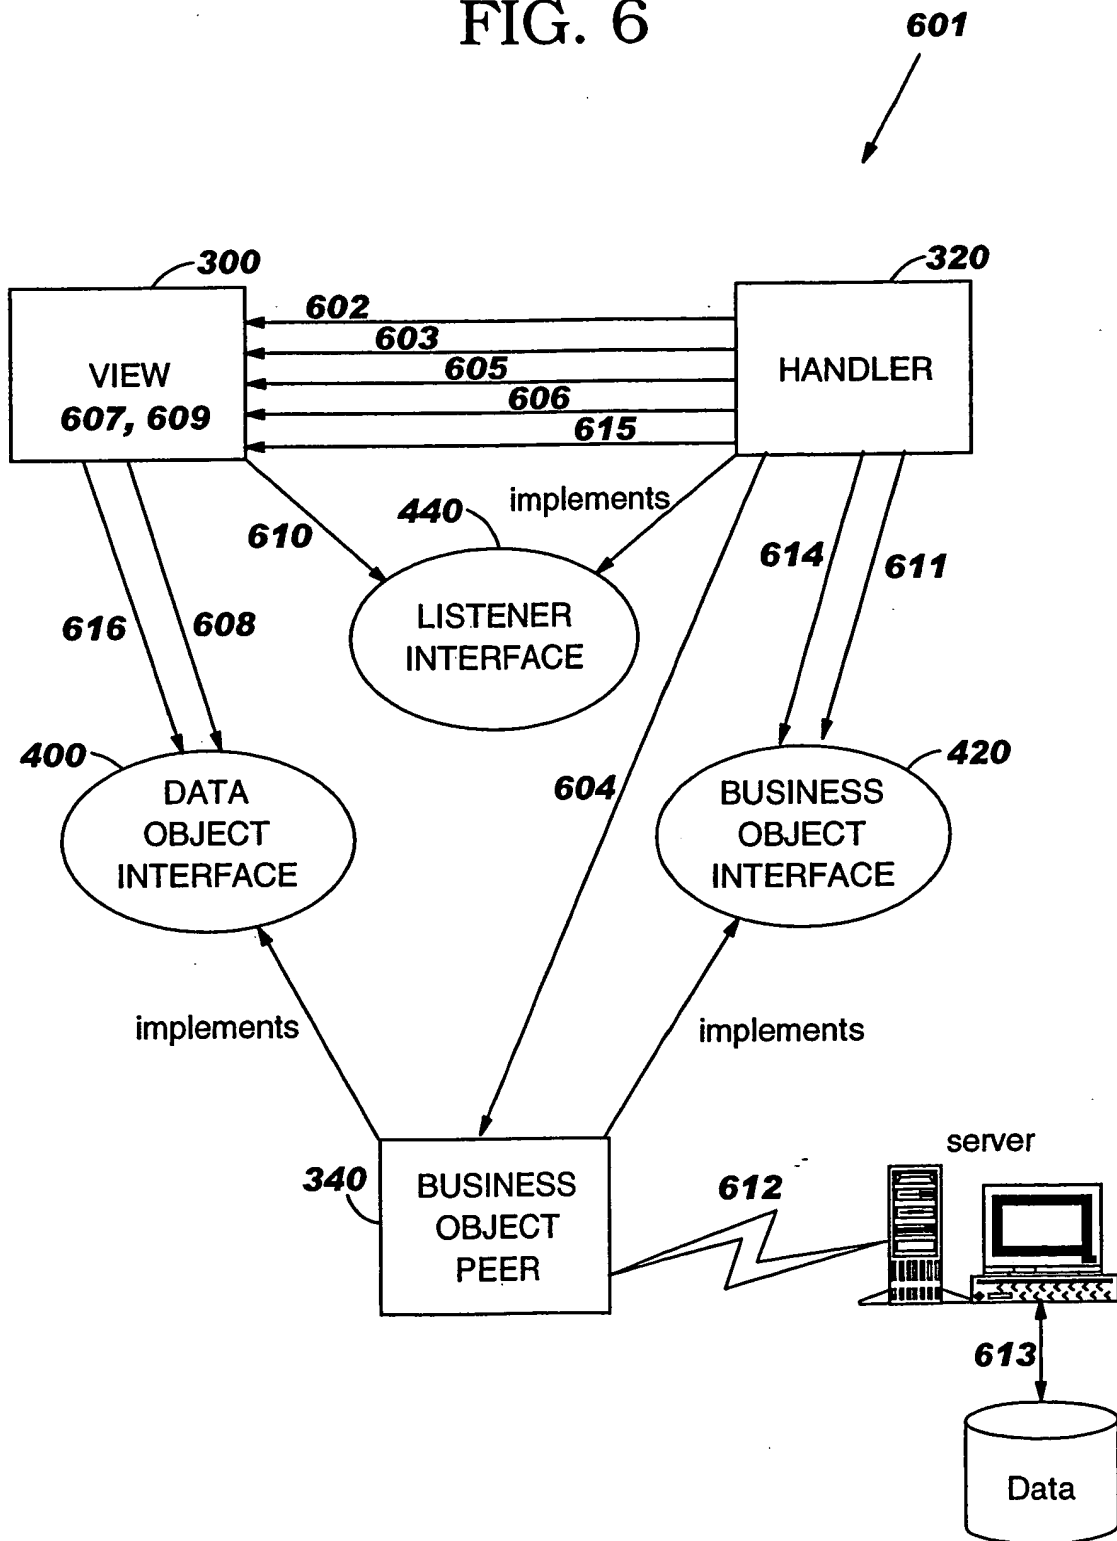 FIG. 6
601
300
320
602
603
605
606
615
VIEW
607, 609
HANDLER
implements
440
610
614
611
LISTENER
INTERFACE
616
608
400
420
604
DATA
OBJECT
INTERFACE
BUSINESS
OBJECT
INTERFACE
implements
implements
server
340
BUSINESS
OBJECT
PEER
612
613
Data